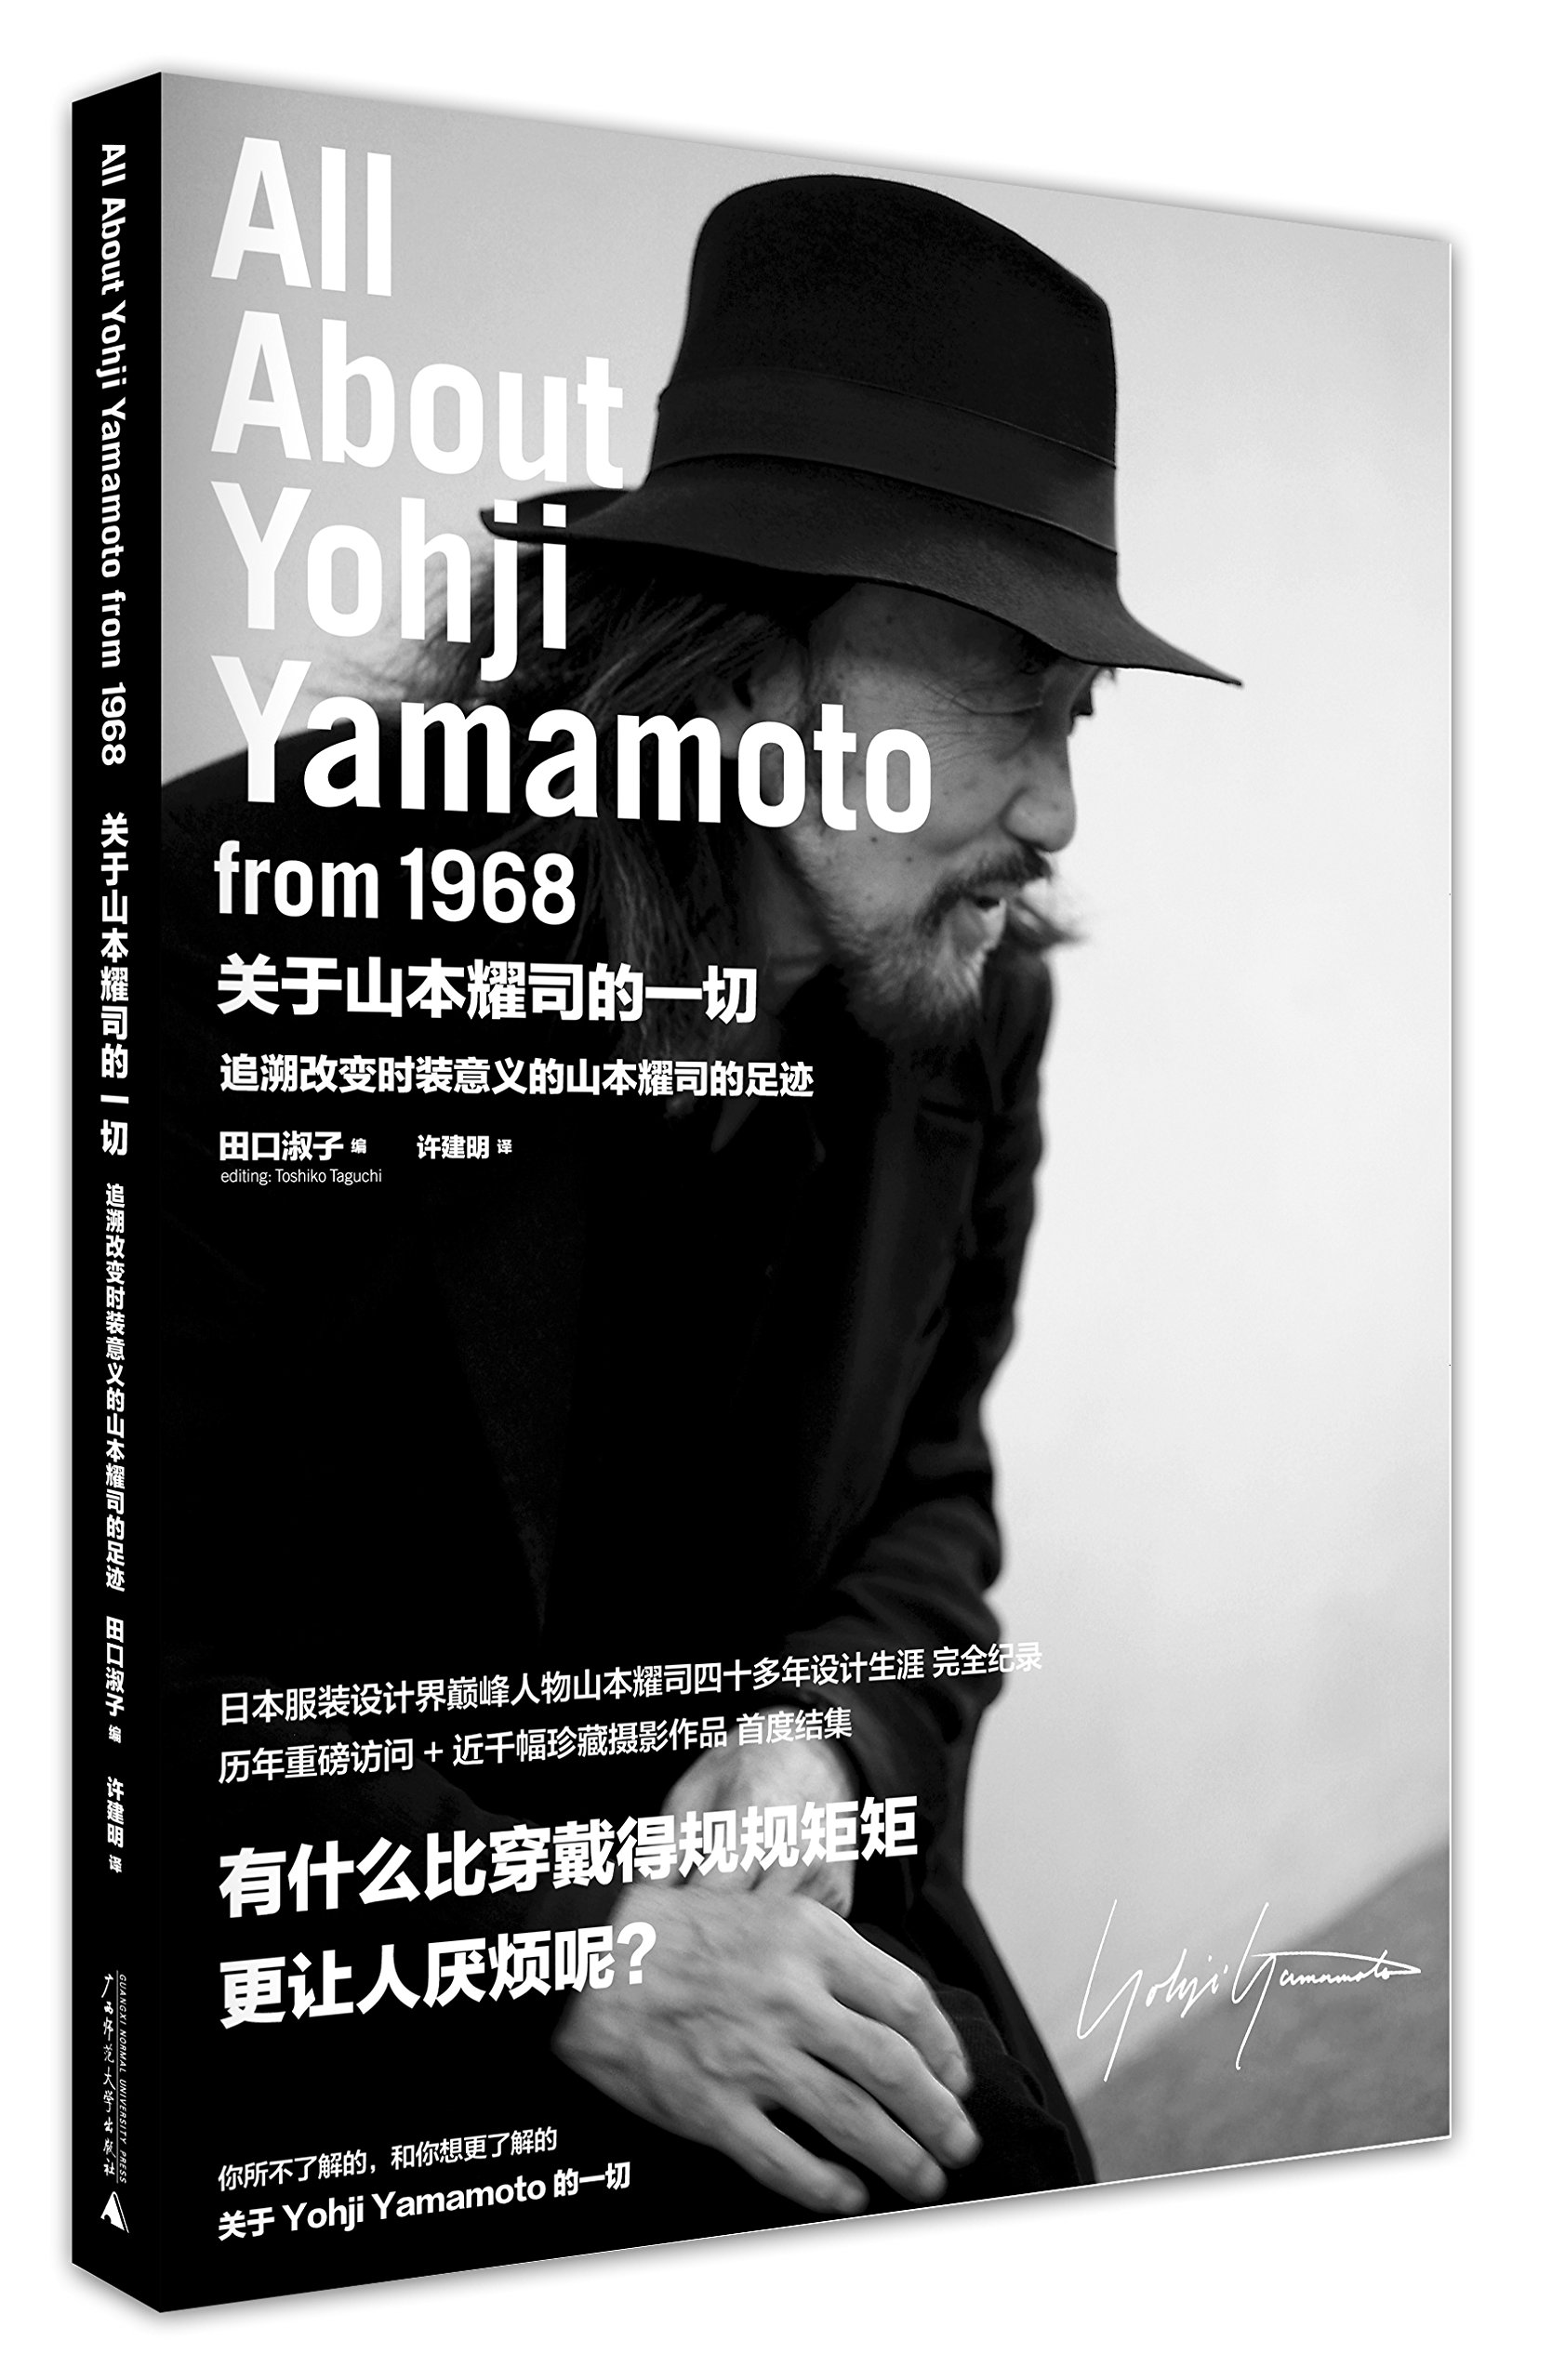 All About Yohji Yamamoto from 1968 关于山本耀司的一切 追溯改变时装意义的山本耀司的足迹 田口淑子 编 许建明 译
GUANGXI NORMAL UNIVERSITY PRESS
广西师范大学出版社
All
About
Yohji
Yamamoto
from 1968
关于山本耀司的一切
追溯改变时装意义的山本耀司的足迹
田口淑子 编 许建明 译
editing: Toshiko Taguchi
日本服装设计界巅峰人物山本耀司四十多年设计生涯 完全纪录
历年重磅访问 + 近千幅珍藏摄影作品 首度结集
有什么比穿戴得规规矩矩
更让人厌烦呢?
Yohji Yamamoto
你所不了解的，和你想更了解的
关于 Yohji Yamamoto 的一切